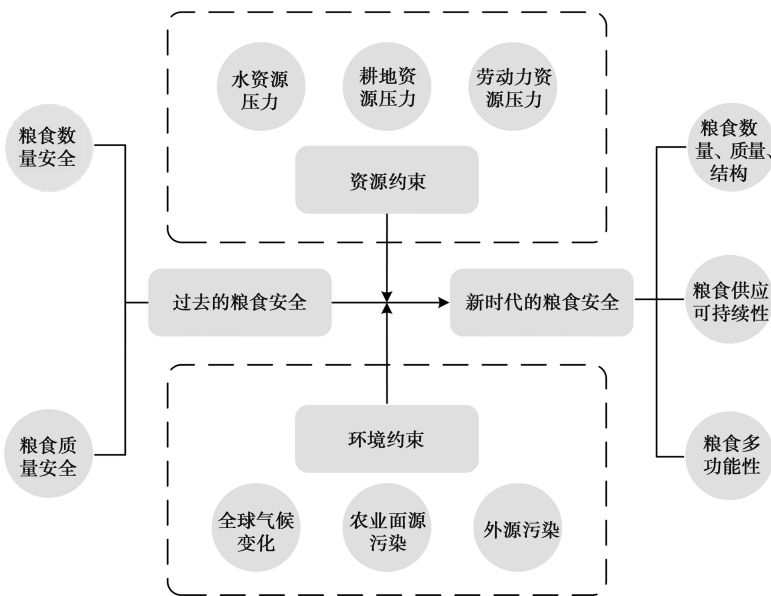 水资源
压力
耕地资
源压力
劳动力资
源压力
资源约束
粮食数
量安全
粮食质
量安全
过去的粮食安全
新时代的粮食安全
粮食数
量、质量、
结构
粮食供应
可持续性
粮食多
功能性
环境约束
全球气候
变化
农业面源
污染
外源污染